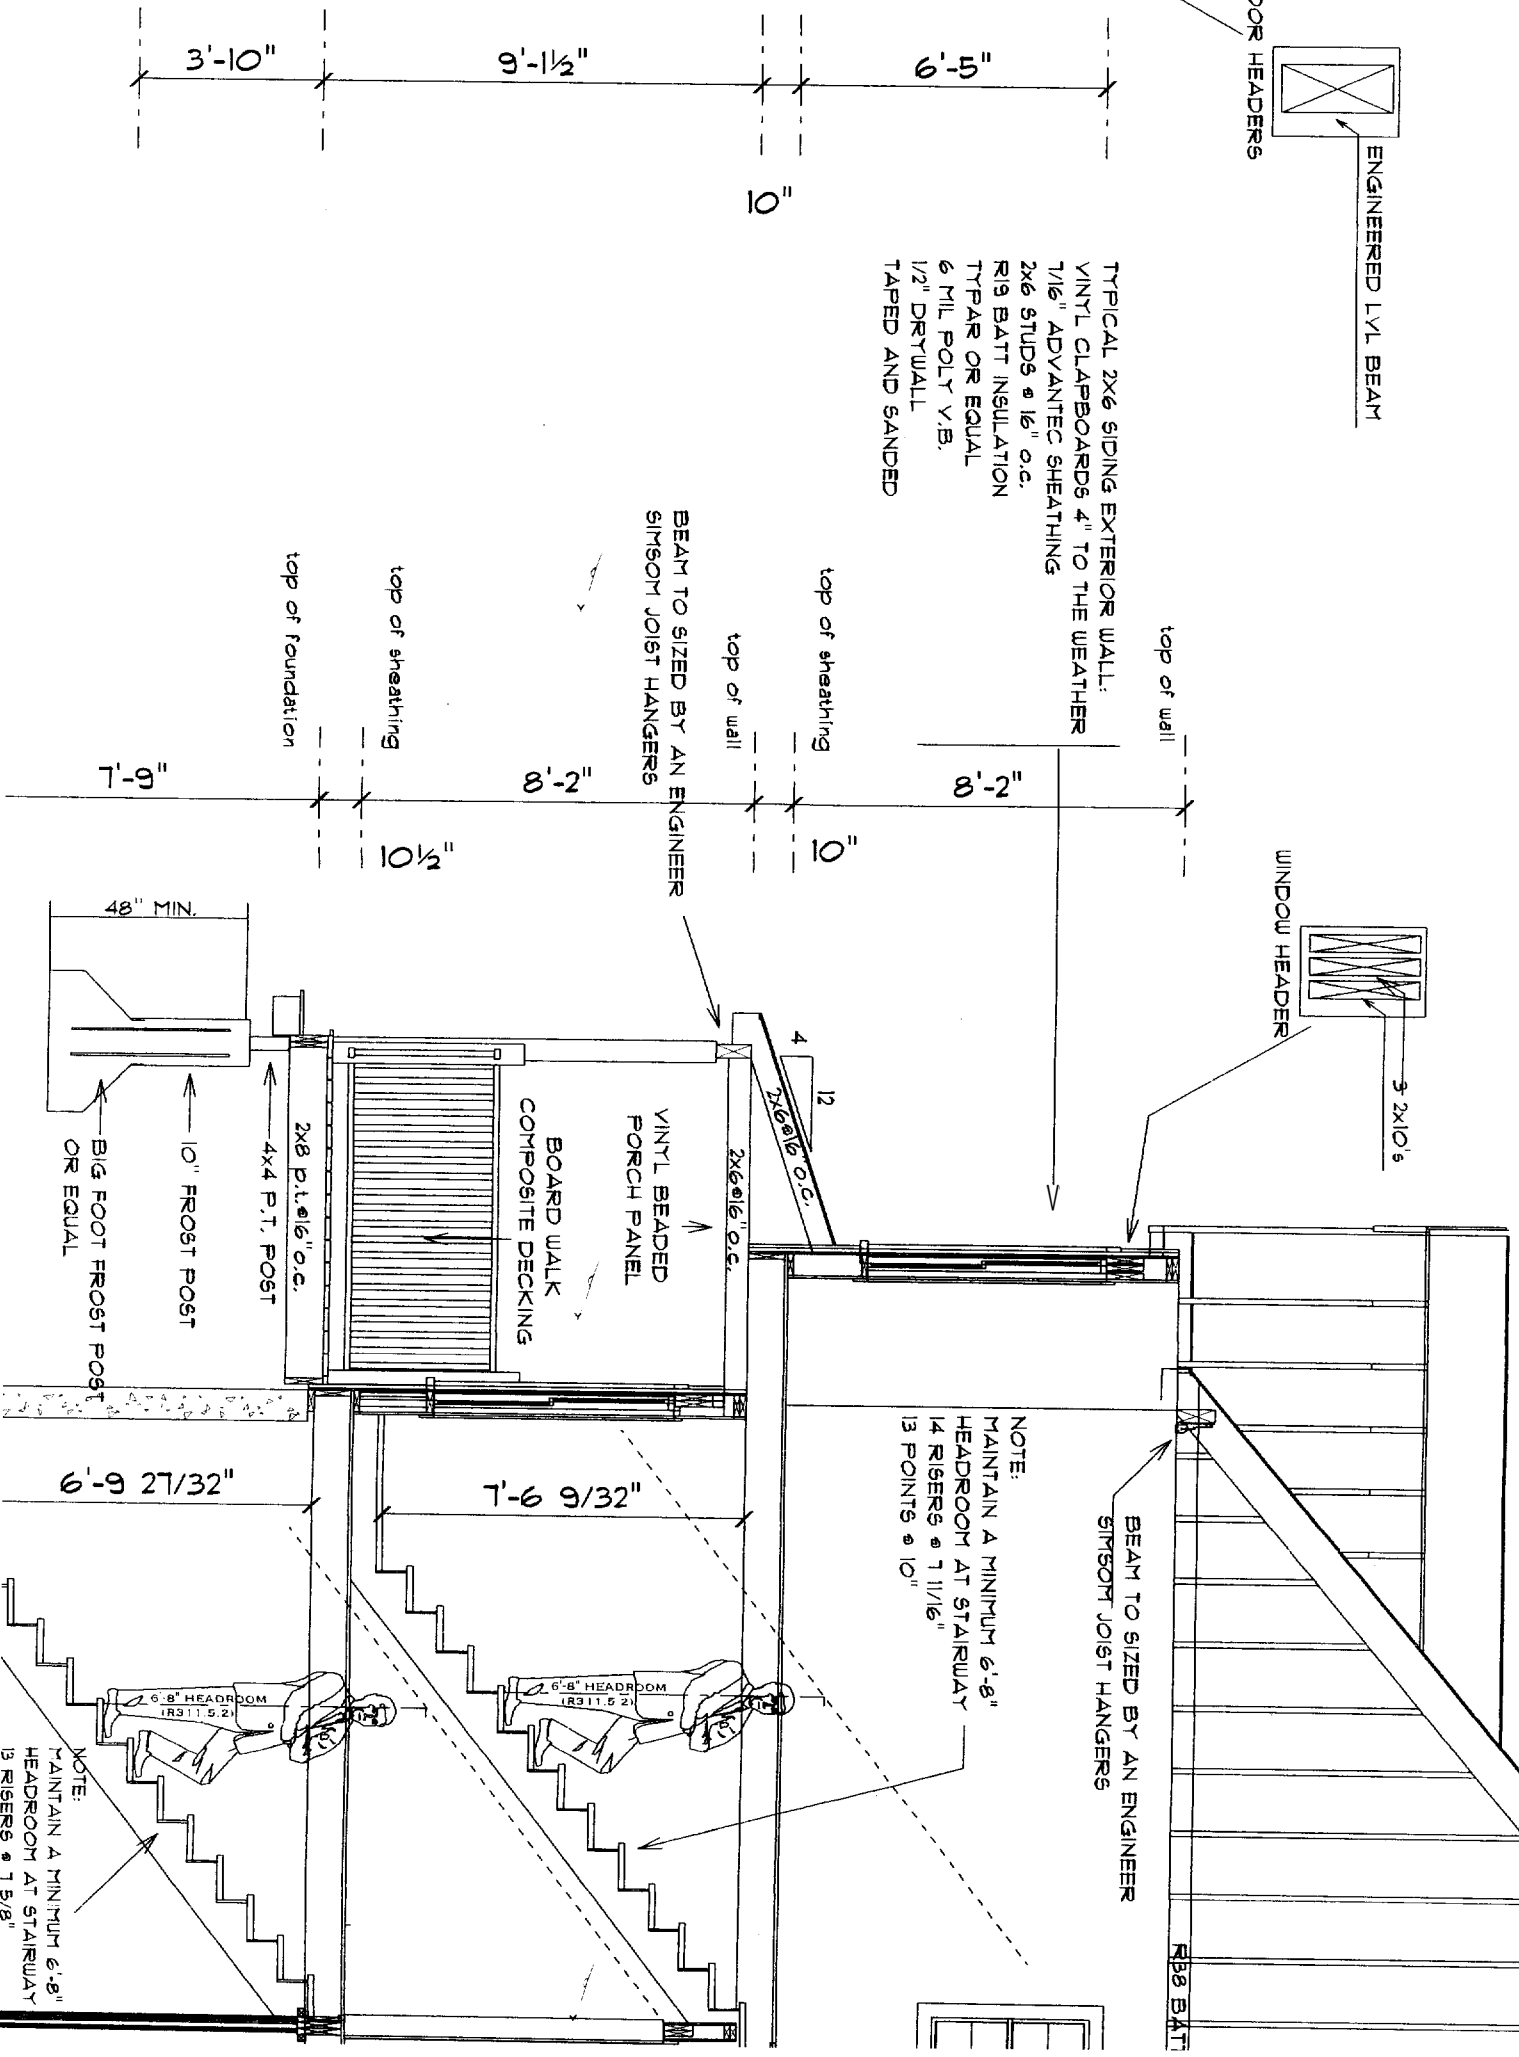 OOR HEADERS
ENGINEERED LVL BEAM
3'-10"
9'-1½"
6'-5"
10"
TYPICAL 2X6 SIDING EXTERIOR WALL:
VINYL CLAPBOARDS 4" TO THE WEATHER
7/16" ADVANTEC SHEATHING
2x6 STUDS @ 16" o.c.
R19 BATT INSULATION
TYPAR OR EQUAL
6 MIL POLY V.B.
1/2" DRYWALL
TAPED AND SANDED
top of wall
top of sheathing
top of wall
top of sheathing
top of foundation
BEAM TO SIZED BY AN ENGINEER
SIMSOM JOIST HANGERS
8'-2"
10"
8'-2"
10½"
7'-9"
WINDOW HEADER
3 2x10's
48" MIN.
4
12
2x6@16" o.c.
2x6@16" o.c.
VINYL BEADED
PORCH PANEL
BOARD WALK
COMPOSITE DECKING
2x8 p.t.@16" o.c.
4x4 P.T. POST
10" FROST POST
BIG FOOT FROST POST
OR EQUAL
NOTE:
MAINTAIN A MINIMUM 6'-8"
HEADROOM AT STAIRWAY
14 RISERS @ 7 11/16"
13 POINTS @ 10"
BEAM TO SIZED BY AN ENGINEER
SIMSOM JOIST HANGERS
R38 BATT
7'-6 9/32"
6'-9 27/32"
6'-8" HEADROOM
(R311.5.2)
6'-8" HEADROOM
(R311.5.2)
NOTE:
MAINTAIN A MINIMUM 6'-8"
HEADROOM AT STAIRWAY
13 RISERS @ 7 5/8"